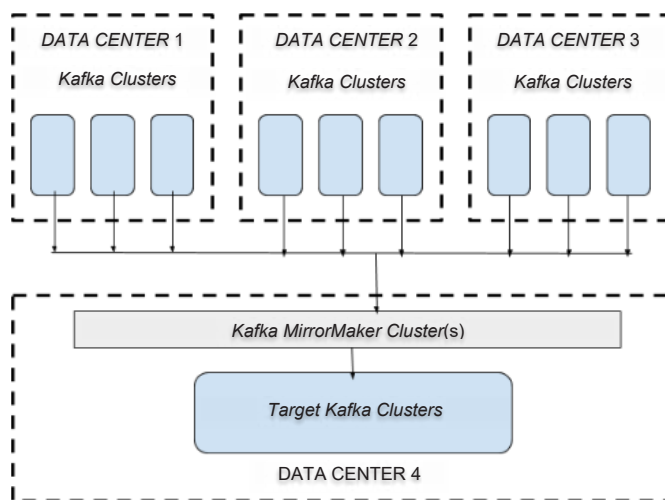 DATA CENTER 1
DATA CENTER 2
DATA CENTER 3
Kafka Clusters
Kafka Clusters
Kafka Clusters
Kafka MirrorMaker Cluster(s)
Target Kafka Clusters
DATA CENTER 4